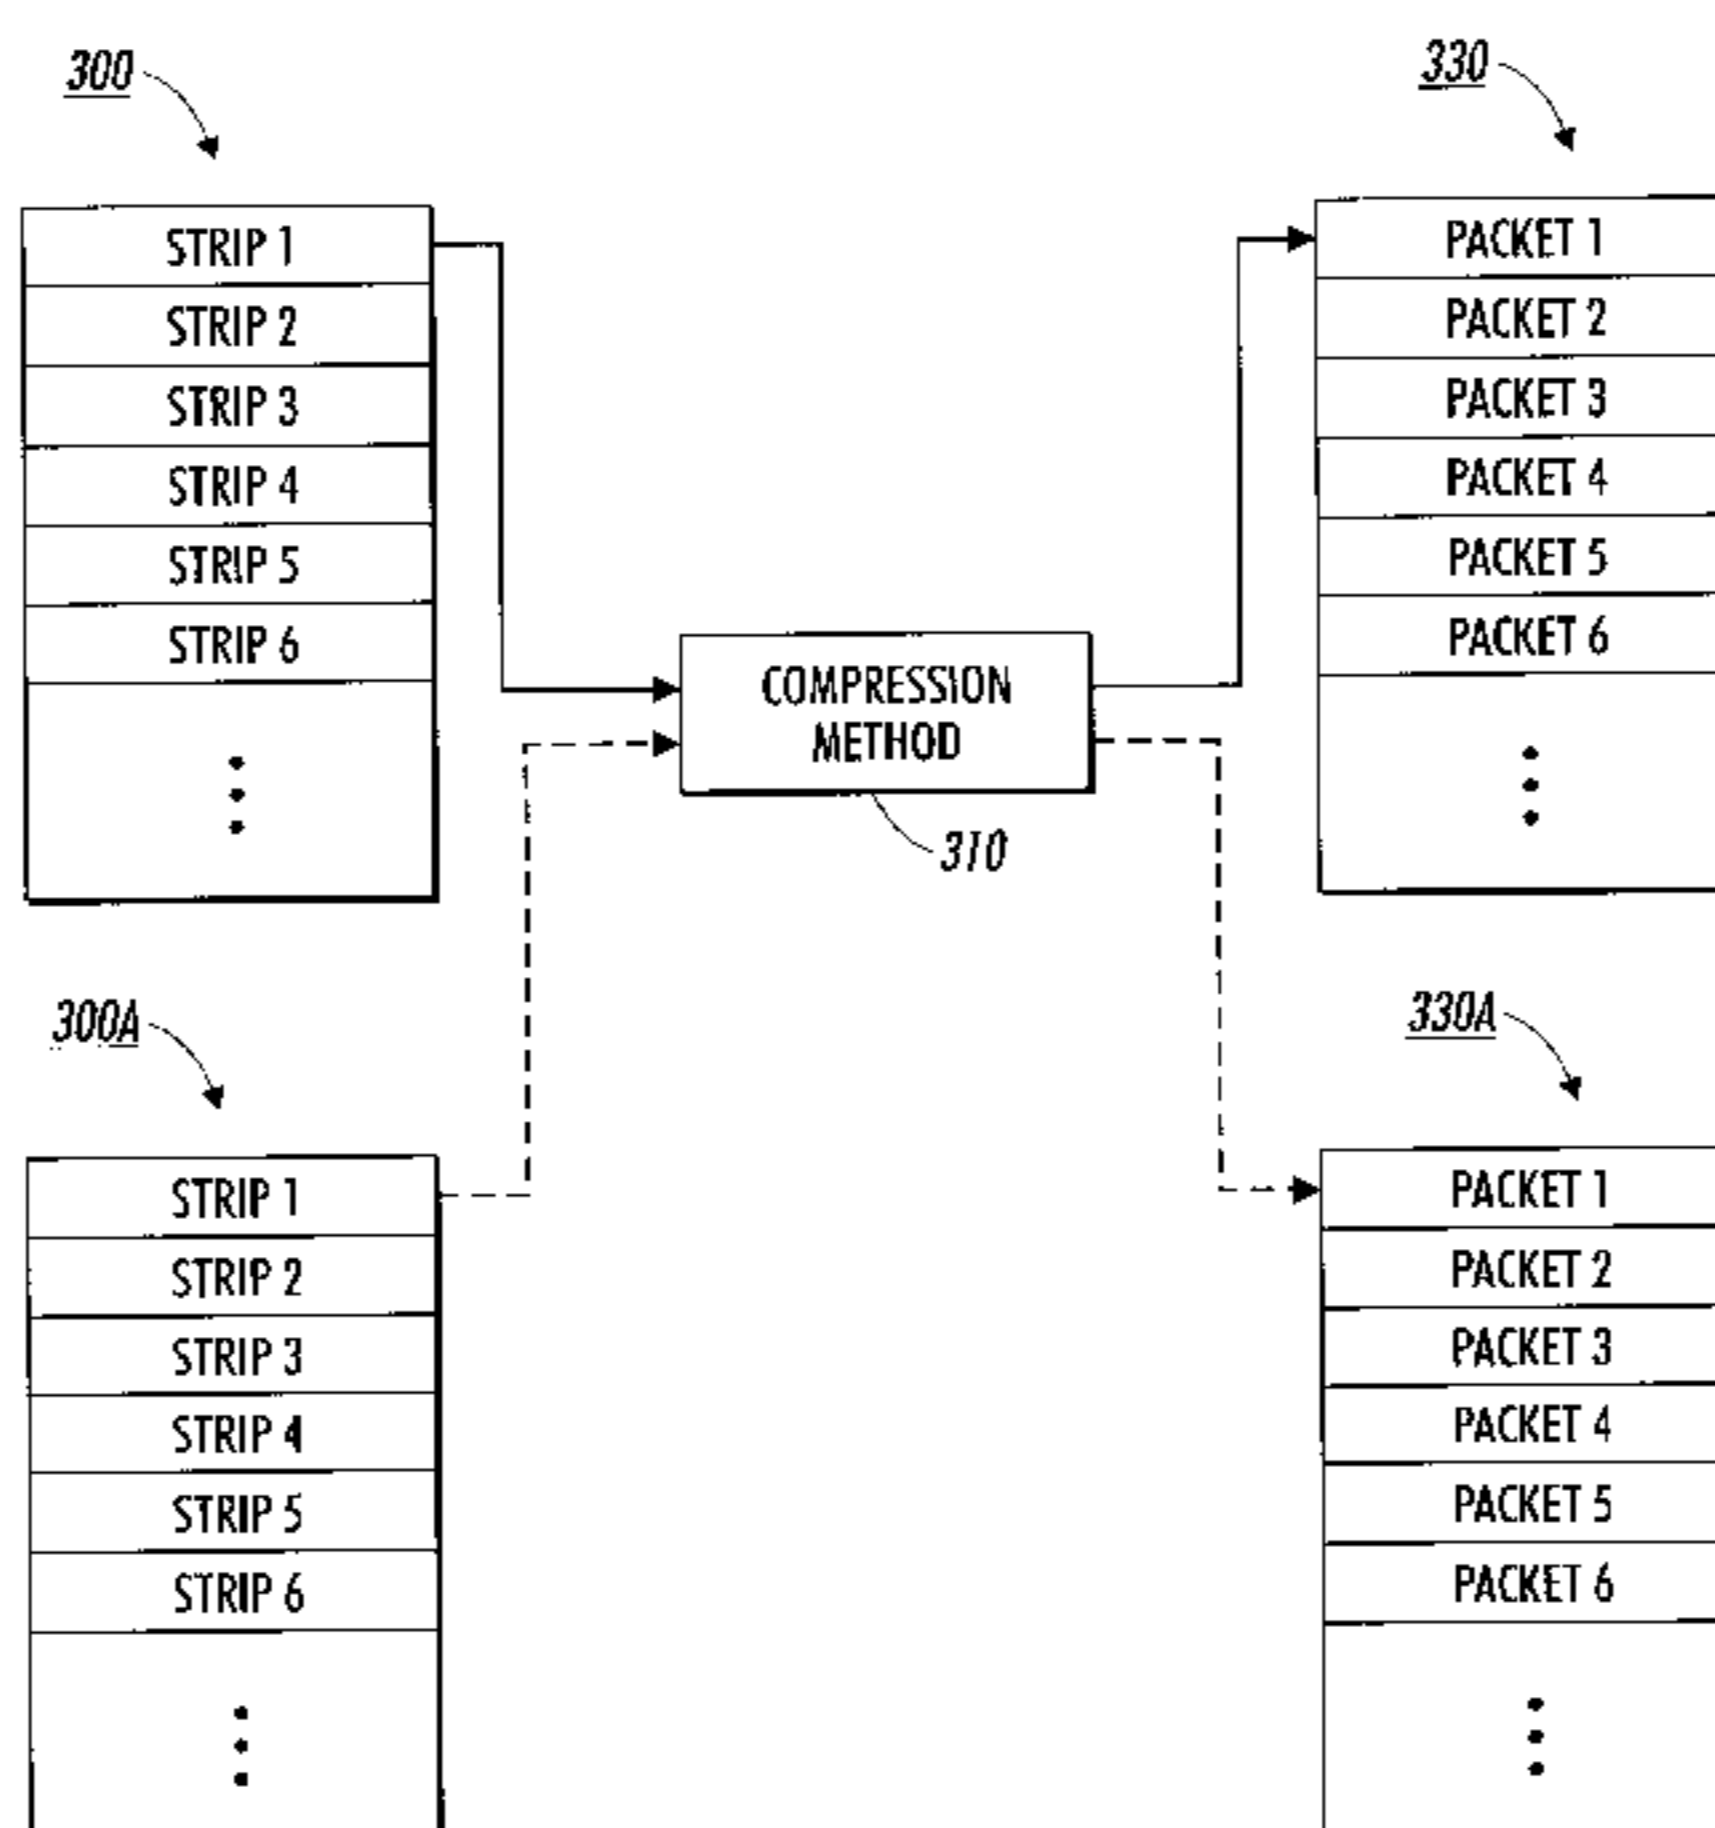 300
STRIP 1
STRIP 2
STRIP 3
STRIP 4
STRIP 5
STRIP 6
COMPRESSION
METHOD
310
330
PACKET 1
PACKET 2
PACKET 3
PACKET 4
PACKET 5
PACKET 6
300A
STRIP 1
STRIP 2
STRIP 3
STRIP 4
STRIP 5
STRIP 6
330A
PACKET 1
PACKET 2
PACKET 3
PACKET 4
PACKET 5
PACKET 6